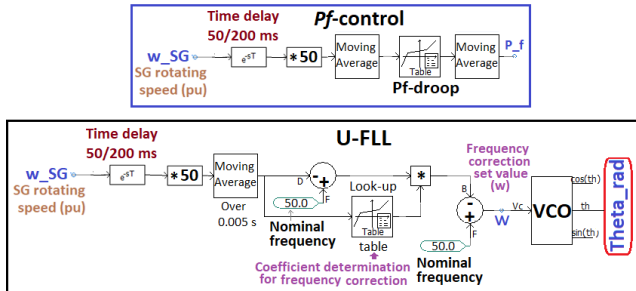 Pf-control
Time delay
50/200 ms
w_SG
SG rotating
speed (pu)
e-sT
*50
Moving
Average
Table
Pf-droop
Moving
Average
P_f
U-FLL
Time delay
50/200 ms
w_SG
SG rotating
speed (pu)
e-sT
*50
Moving
Average
Over
0.005 s
D
-
+
F
50.0
Nominal
frequency
Look-up
Table
table
Coefficient determination
for frequency correction
*
Frequency
correction
set value
(w)
B
-
+
F
50.0
Nominal
frequency
W
Vc
VCO
cos(th)
th
sin(th)
Theta_rad